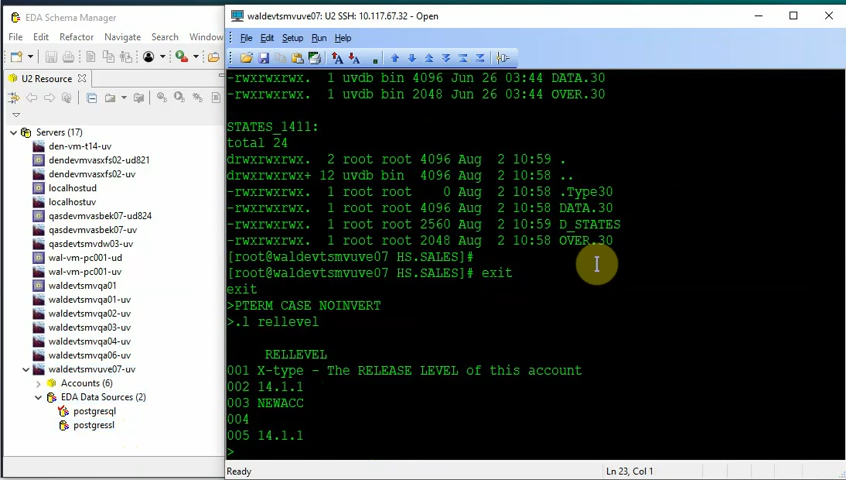 EDA Schema Manager
File Edit Refactor Navigate Search Window
U2 Resource
Servers (17)
den-vm-t14-uv
dendevmvasxfs02-ud821
dendevmvasxfs02-uv
localhostud
localhostuv
qasdevmvasbek07-ud824
qasdevtsmvdw03-uv
wal-vm-pc001-ud
wal-vm-pc001-uv
waldevtsmvqa01
waldevtsmvqa01-uv
waldevtsmvqa02-uv
waldevtsmvqa03-uv
waldevtsmvqa04-uv
waldevtsmvqa06-uv
waldevtsmvuve07-uv
Accounts (6)
EDA Data Sources (2)
postgresql
postgressl
waldevtsmvuve07: U2 SSH: 10.117.67.32 - Open
File Edit Setup Run Help
-rwxrwxrwx. 1 uvdb bin 4096 Jun 26 03:44 DATA.30
-rwxrwxrwx. 1 uvdb bin 2048 Jun 26 03:44 OVER.30
STATES_1411:
total 24
drwxrwxrwx. 2 root root 4096 Aug 2 10:59 .
drwxrwxrwx+ 12 uvdb bin 4096 Aug 2 10:58 ..
-rwxrwxrwx. 1 root root 0 Aug 2 10:58 .Type30
-rwxrwxrwx. 1 root root 4096 Aug 2 10:58 DATA.30
-rwxrwxrwx. 1 root root 2560 Aug 2 10:59 D_STATES
-rwxrwxrwx. 1 root root 2048 Aug 2 10:58 OVER.30
[root@waldevtsmvuve07 HS.SALES]#
[root@waldevtsmvuve07 HS.SALES]# exit
exit
>PTERM CASE NOINVERT
>.l rellevel
RELLEVEL
001 X-type - The RELEASE LEVEL of this account
002 14.1.1
003 NEWACC
004
005 14.1.1
>
Ready
Ln 23, Col 1